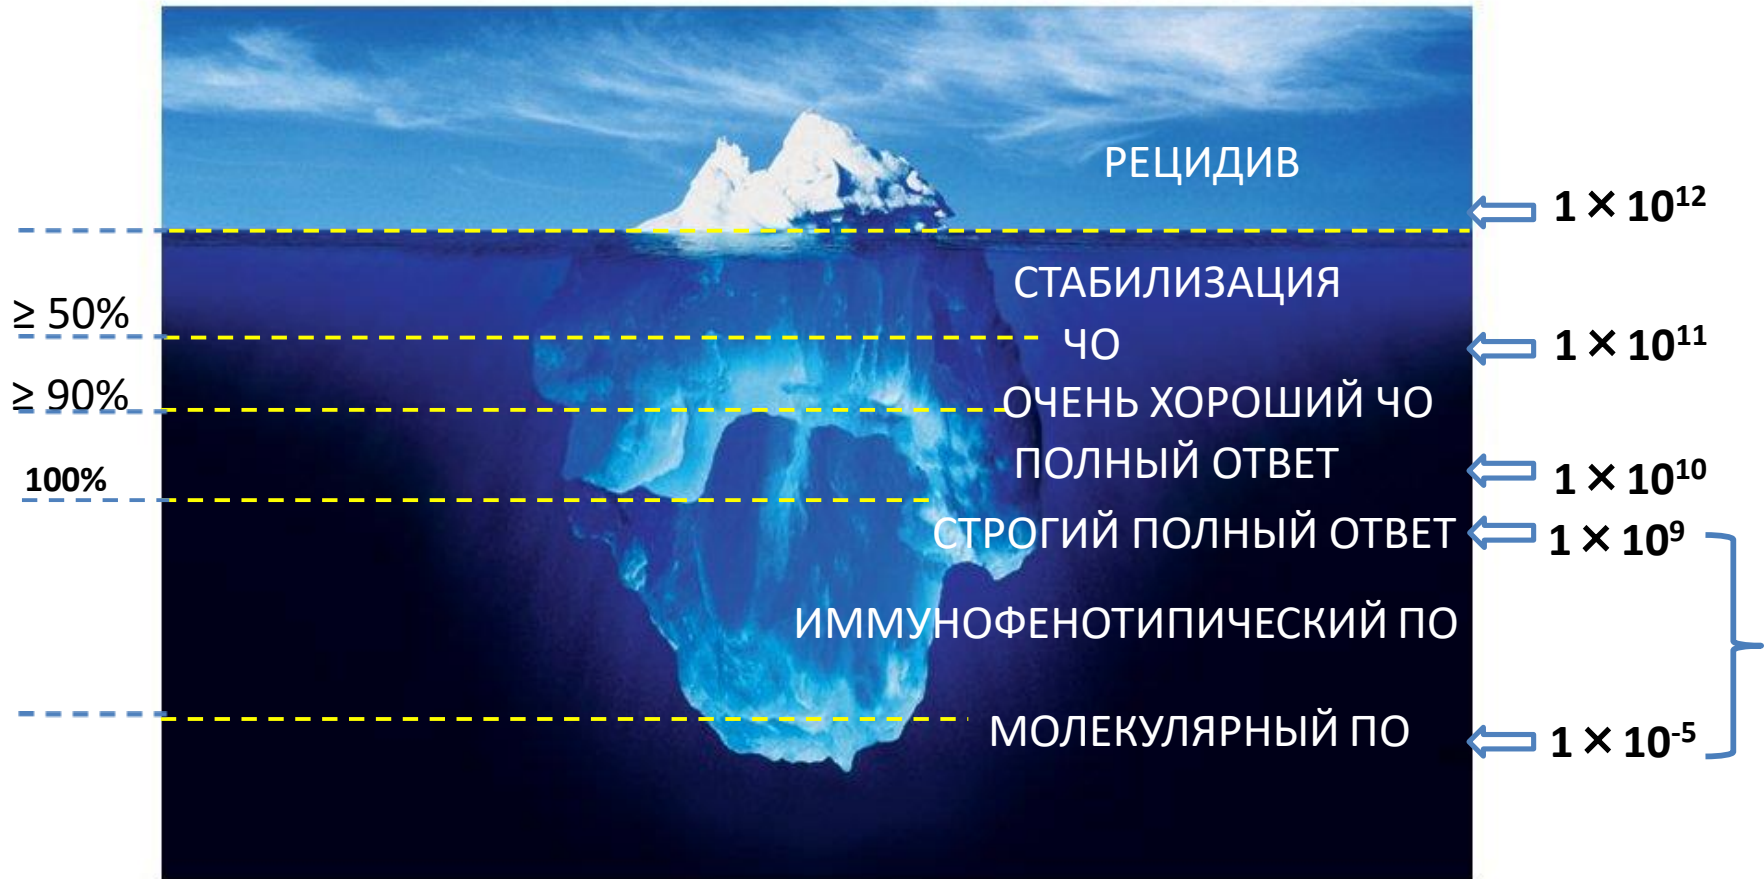 РЕЦИДИВ
1 × 10¹²
СТАБИЛИЗАЦИЯ
≥ 50%
ЧО
1 × 10¹¹
≥ 90%
ОЧЕНЬ ХОРОШИЙ ЧО
ПОЛНЫЙ ОТВЕТ
1 × 10¹⁰
100%
СТРОГИЙ ПОЛНЫЙ ОТВЕТ
1 × 10⁹
ИММУНОФЕНОТИПИЧЕСКИЙ ПО
МОЛЕКУЛЯРНЫЙ ПО
1 × 10⁻⁵